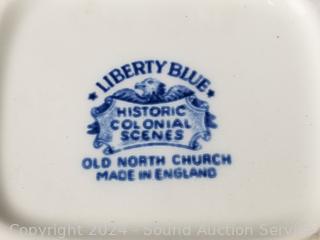 LIBERTY BLUE
HISTORIC
COLONIAL
SCENES
OLD NORTH CHURCH
MADE IN ENGLAND
Copyright 2024 - Sound Auction Service